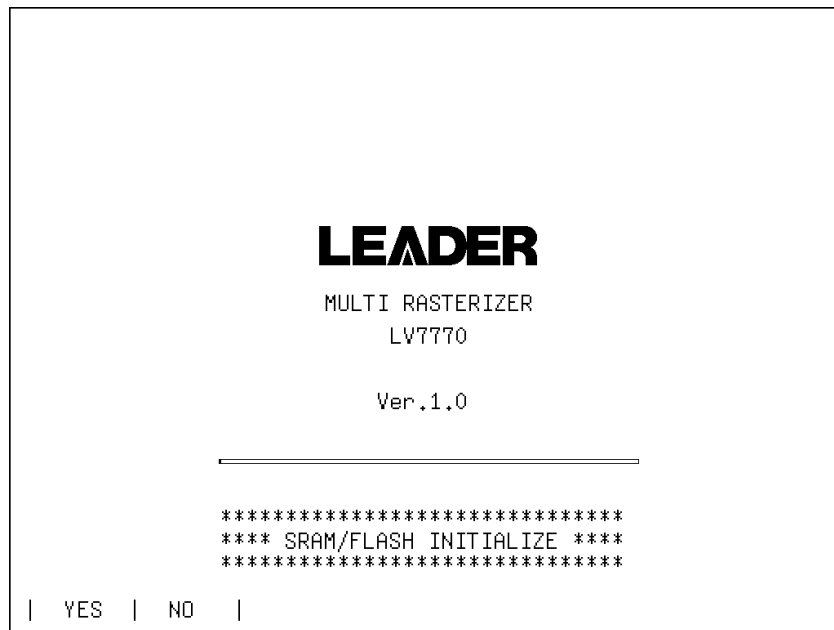 LEADER
MULTI RASTERIZER
LV7770
Ver.1.0
*******************************
**** SRAM/FLASH INITIALIZE ****
*******************************
| YES | NO |